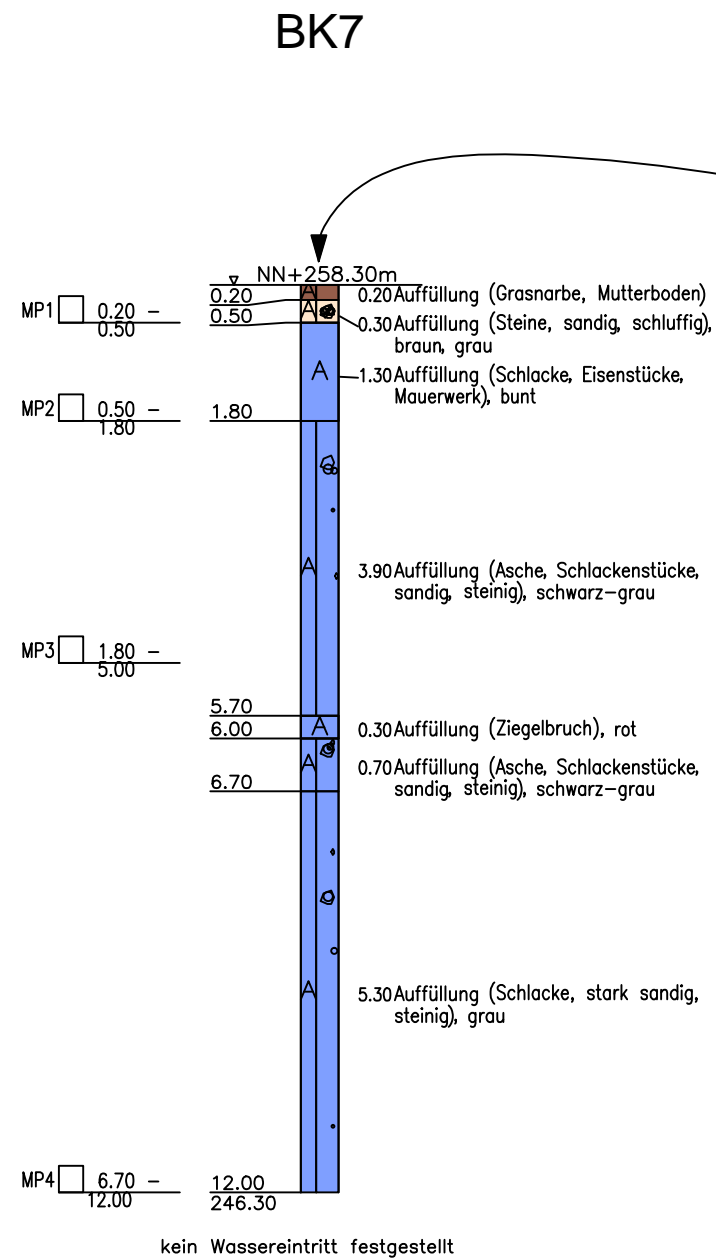 BK7
NN+258.30m
0.20
0.20 Auffüllung (Grasnarbe, Mutterboden)
MP1 0.20 –
0.50
0.50
0.30 Auffüllung (Steine, sandig, schluffig),
braun, grau
A
A
A
1.30 Auffüllung (Schlacke, Eisenstücke,
Mauerwerk), bunt
MP2 0.50 –
1.80
1.80
A
3.90 Auffüllung (Asche, Schlackenstücke,
sandig, steinig), schwarz–grau
MP3 1.80 –
5.00
5.70
6.00
A
0.30 Auffüllung (Ziegelbruch), rot
A
0.70 Auffüllung (Asche, Schlackenstücke,
sandig, steinig), schwarz–grau
6.70
A
5.30 Auffüllung (Schlacke, stark sandig,
steinig), grau
MP4 6.70 –
12.00
12.00
246.30
kein Wassereintritt festgestellt